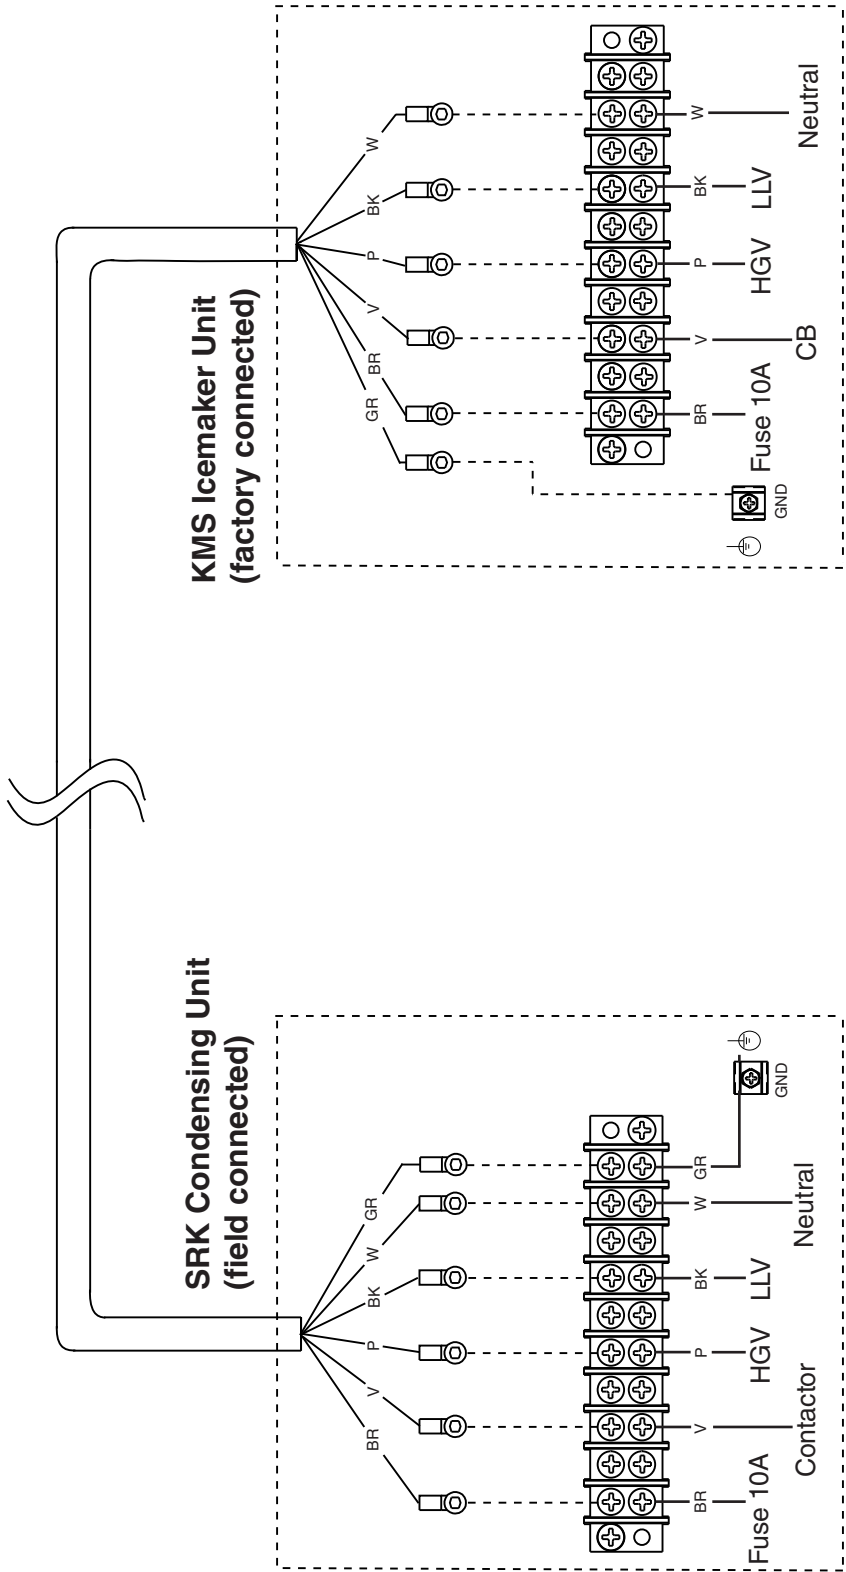 SRK Condensing Unit
(field connected)
BR
V
P
BK
W
GR
BR
V
P
BK
W
GR
Fuse 10A
Contactor
HGV
LLV
Neutral
GND
KMS Icemaker Unit
(factory connected)
GR
BR
V
P
BK
W
BR
V
P
BK
W
GND
Fuse 10A
CB
HGV
LLV
Neutral